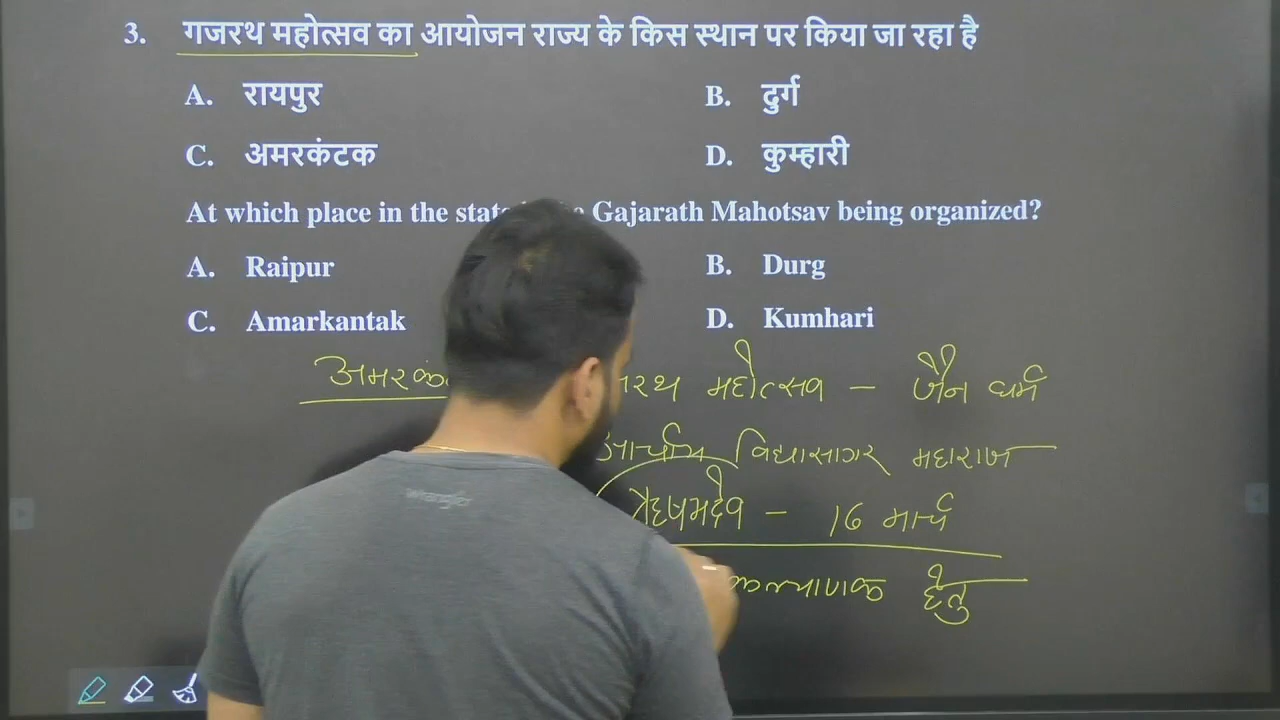 3. गजरथ महोत्सव का आयोजन राज्य के किस स्थान पर किया जा रहा है
A. रायपुर B. दुर्ग
C. अमरकंटक D. कुम्हारी
At which place in the Gajarath Mahotsav being organized?
A. Raipur B. Durg
C. Amarkantak D. Kumhari
महोत्सव – जैन धर्म
विद्यासागर महाराज
– 16 मार्च
हेतु
wrangler